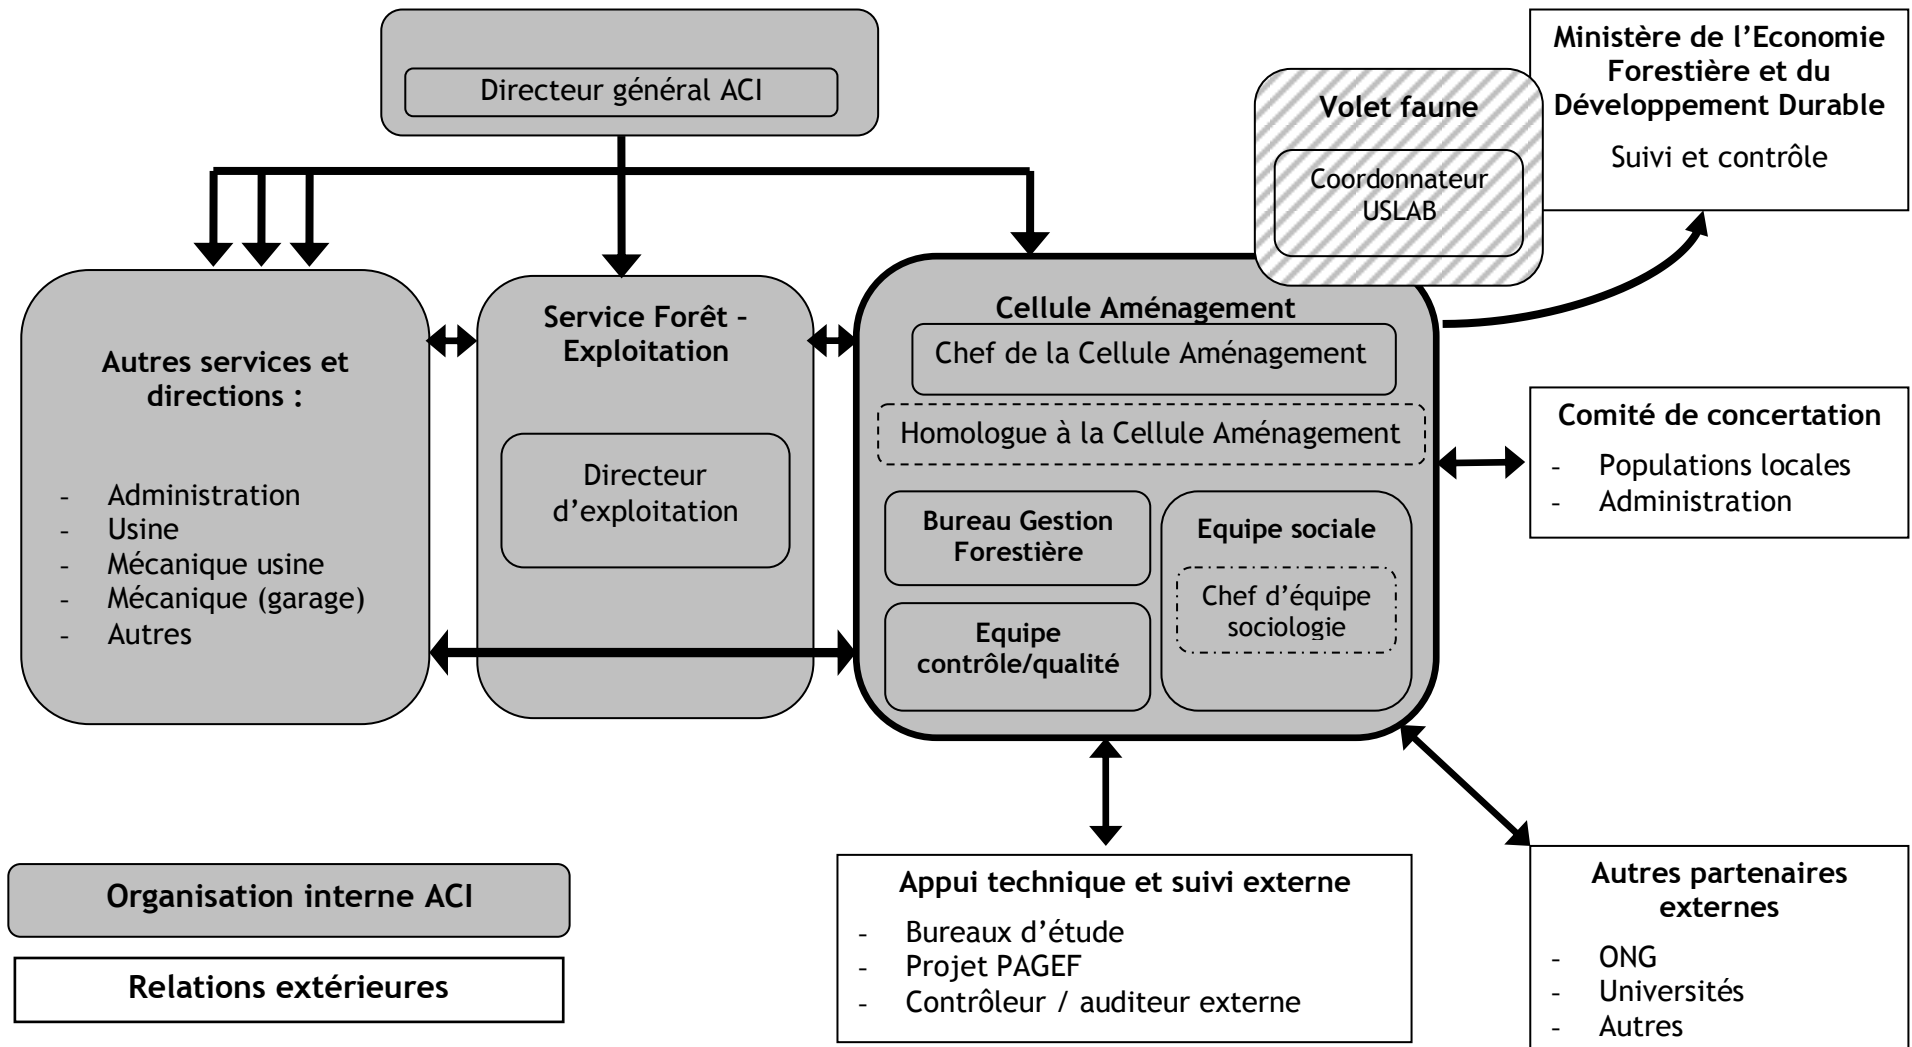 Directeur général ACI
Ministère de l’Economie
Forestière et du
Développement Durable
Suivi et contrôle
Volet faune
Coordonnateur
USLAB
Autres services et
directions :
- Administration
- Usine
- Mécanique usine
- Mécanique (garage)
- Autres
Service Forêt –
Exploitation
Directeur
d’exploitation
Cellule Aménagement
Chef de la Cellule Aménagement
Homologue à la Cellule Aménagement
Bureau Gestion
Forestière
Equipe
contrôle/qualité
Equipe sociale
Chef d’équipe
sociologie
Comité de concertation
- Populations locales
- Administration
Appui technique et suivi externe
- Bureaux d’étude
- Projet PAGEF
- Contrôleur / auditeur externe
Autres partenaires
externes
- ONG
- Universités
- Autres
Organisation interne ACI
Relations extérieures